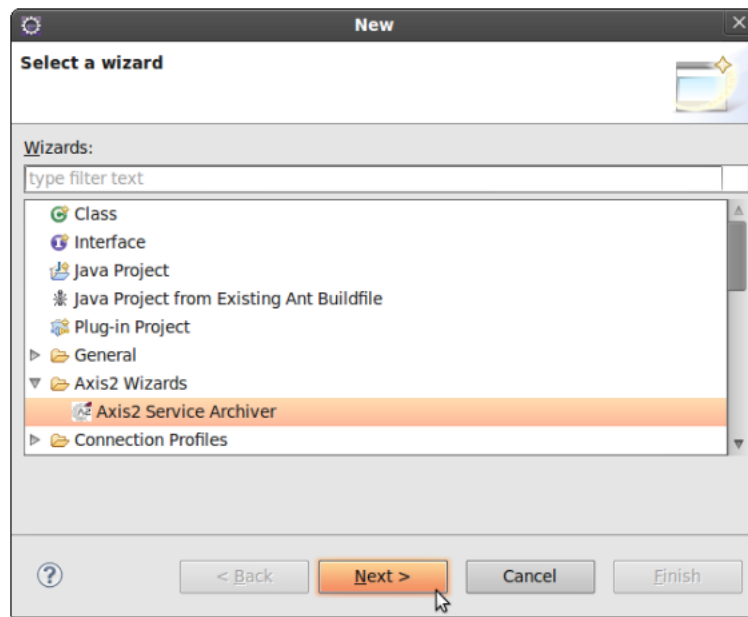 New
Select a wizard
Wizards:
type filter text
Class
Interface
Java Project
Java Project from Existing Ant Buildfile
Plug-in Project
General
Axis2 Wizards
Axis2 Service Archiver
Connection Profiles
< Back Next > Cancel Finish